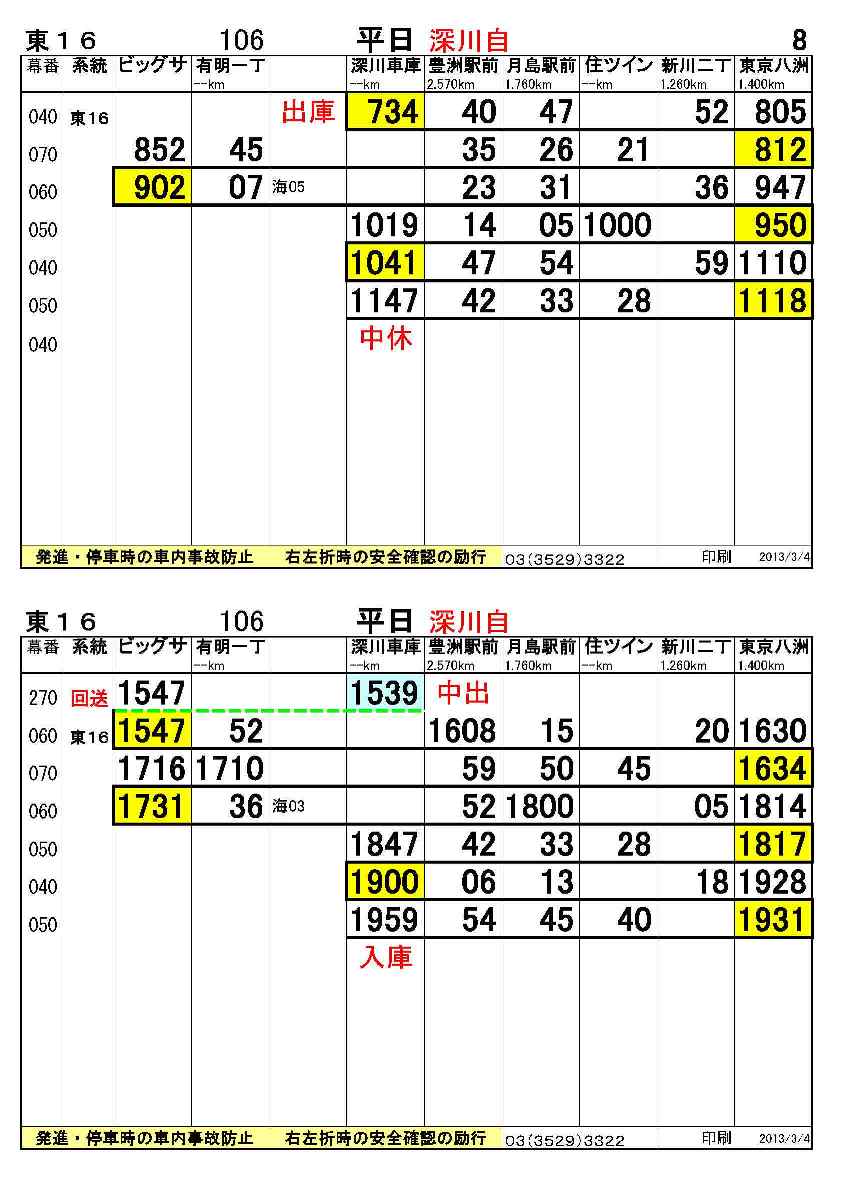 東１６ 106 平日 深川自 8
幕番 系統 ビッグサ 有明一丁 深川車庫 豊洲駅前 月島駅前 住ツイン 新川二丁 東京八洲
--km --km 2.570km 1.760km --km 1.260km 1.400km
040 東16 出庫 734 40 47 52 805
070 852 45 35 26 21 812
060 902 07 海05 23 31 36 947
050 1019 14 05 1000 950
040 1041 47 54 59 1110
050 1147 42 33 28 1118
040 中休
発進・停車時の車内事故防止 右左折時の安全確認の励行 03(3529)3322 印刷 2013/3/4
東１６ 106 平日 深川自
幕番 系統 ビッグサ 有明一丁 深川車庫 豊洲駅前 月島駅前 住ツイン 新川二丁 東京八洲
--km --km 2.570km 1.760km --km 1.260km 1.400km
270 回送 1547 1539 中出
060 東16 1547 52 1608 15 20 1630
070 1716 1710 59 50 45 1634
060 1731 36 海03 52 1800 05 1814
050 1847 42 33 28 1817
040 1900 06 13 18 1928
050 1959 54 45 40 1931
入庫
発進・停車時の車内事故防止 右左折時の安全確認の励行 03(3529)3322 印刷 2013/3/4